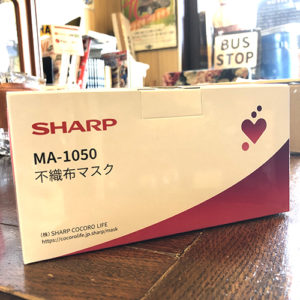 BUS
STOP
SHARP
MA-1050
不織布マスク
(株) SHARP COCORO LIFE
https://cocorolife.jp.sharp/mask